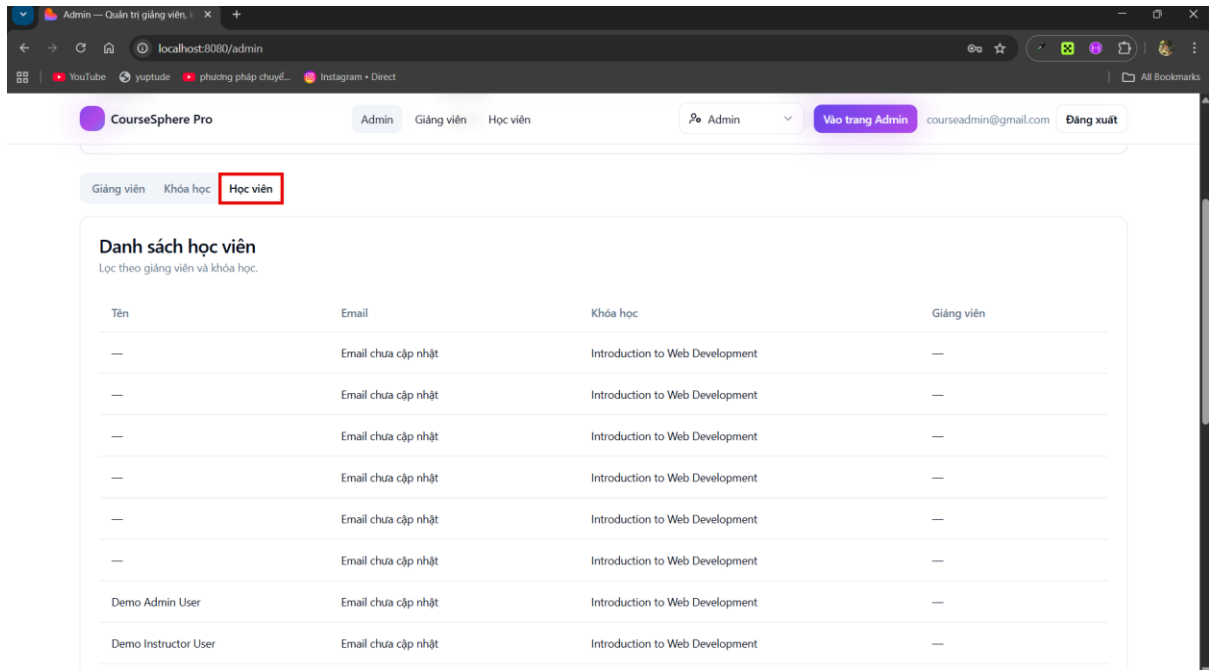 Admin — Quản trị giảng viên,
localhost:8080/admin
YouTube yuptude phương pháp chuyể... Instagram • Direct All Bookmarks
CourseSphere Pro Admin Giảng viên Học viên Admin Vào trang Admin courseadmin@gmail.com Đăng xuất
Giảng viên Khóa học Học viên
Danh sách học viên
Lọc theo giảng viên và khóa học.
Tên Email Khóa học Giảng viên
— Email chưa cập nhật Introduction to Web Development —
— Email chưa cập nhật Introduction to Web Development —
— Email chưa cập nhật Introduction to Web Development —
— Email chưa cập nhật Introduction to Web Development —
— Email chưa cập nhật Introduction to Web Development —
— Email chưa cập nhật Introduction to Web Development —
Demo Admin User Email chưa cập nhật Introduction to Web Development —
Demo Instructor User Email chưa cập nhật Introduction to Web Development —